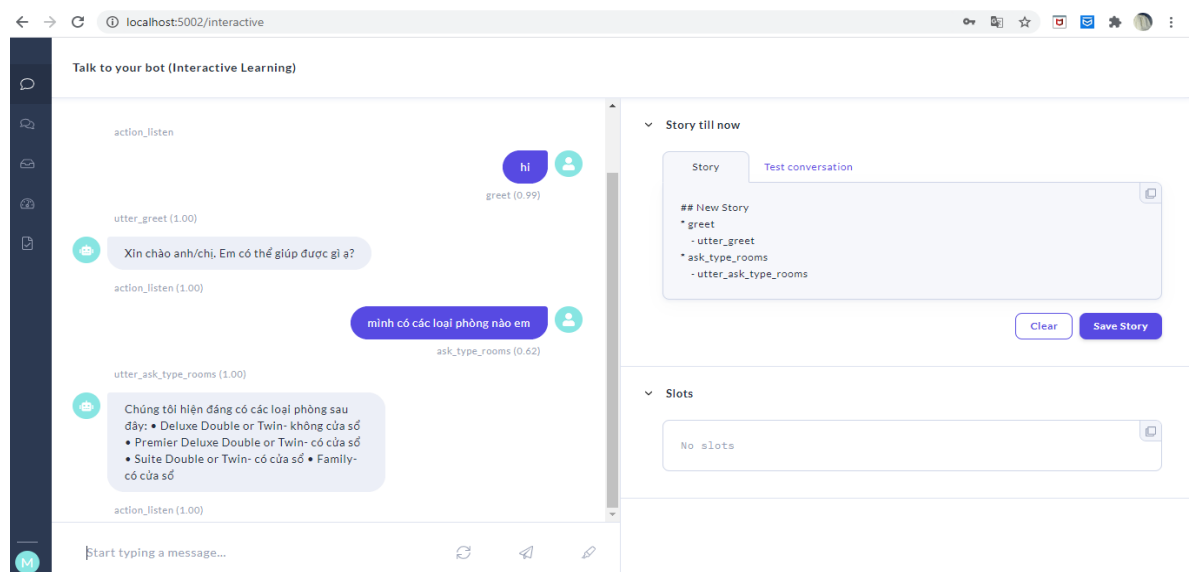 localhost:5002/interactive
Talk to your bot (Interactive Learning)
action_listen
hi
greet (0.99)
utter_greet (1.00)
Xin chào anh/chị. Em có thể giúp được gì ạ?
action_listen (1.00)
mình có các loại phòng nào em
ask_type_rooms (0.62)
utter_ask_type_rooms (1.00)
Chúng tôi hiện đáng có các loại phòng sau
đây: • Deluxe Double or Twin- không cửa sổ
• Premier Deluxe Double or Twin- có cửa sổ
• Suite Double or Twin- có cửa sổ • Family-
có cửa sổ
action_listen (1.00)
Start typing a message...
M
Story till now
Story
Test conversation
## New Story
* greet
- utter_greet
* ask_type_rooms
- utter_ask_type_rooms
Clear
Save Story
Slots
No slots